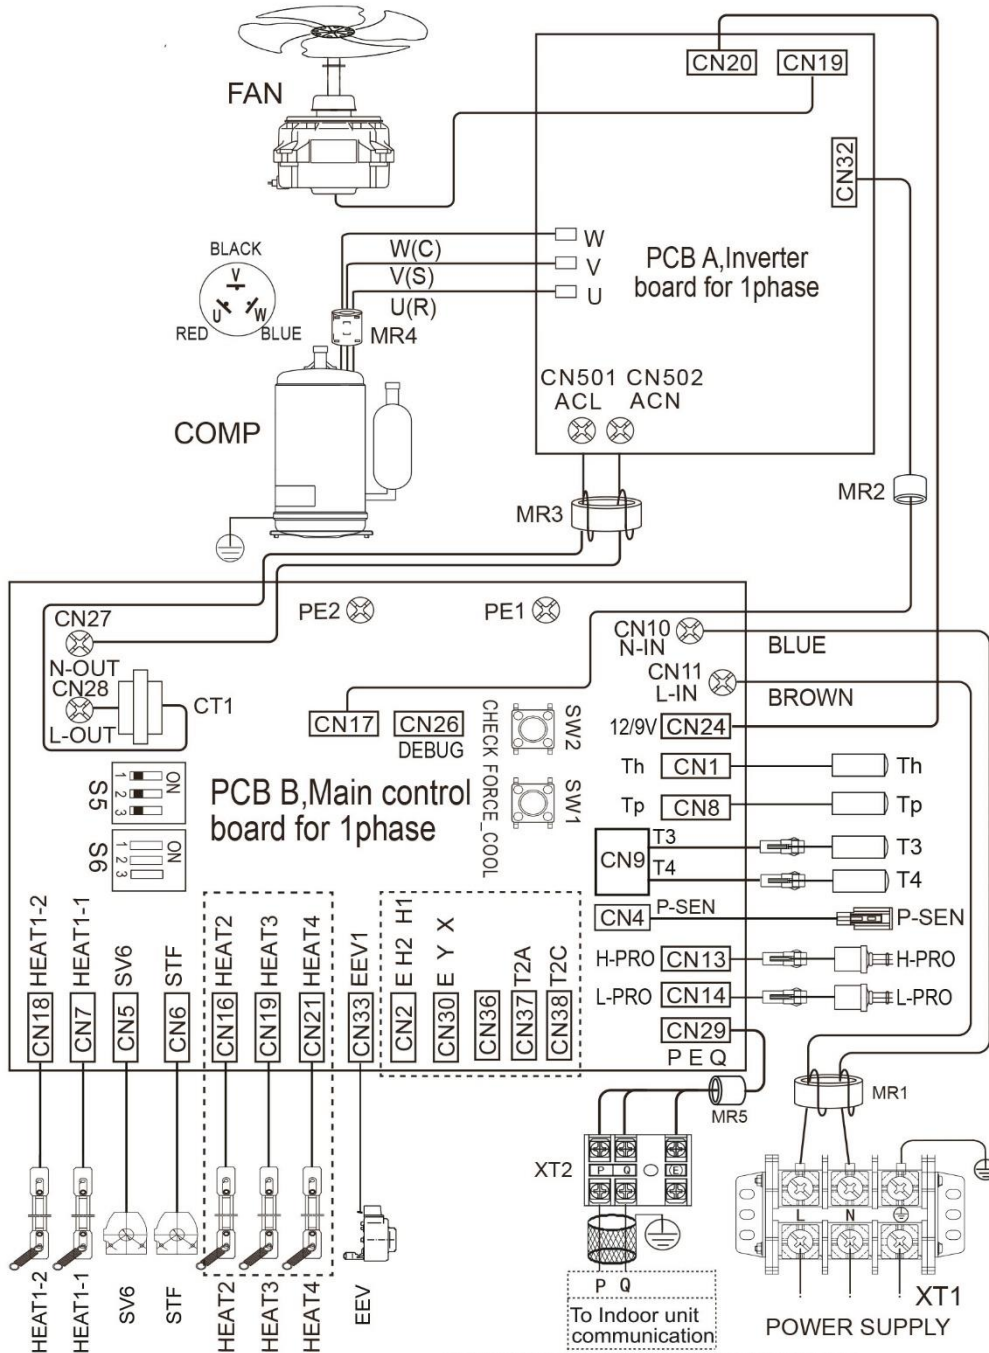 CN20
CN19
FAN
CN32
W
V
U
W(C)
V(S)
U(R)
PCB A,Inverter
board for 1phase
BLACK
V
U
W
RED
BLUE
MR4
CN501
CN502
ACL
ACN
COMP
MR2
MR3
CN27
N-OUT
CN28
L-OUT
CT1
PE2
PE1
CN10
N-IN
BLUE
CN11
L-IN
BROWN
CN17
CN26
DEBUG
CHECK FORCE_COOL
SW2
SW1
12/9V
CN24
Th
CN1
Th
Tp
CN8
Tp
CN9
T3
T3
T4
T4
CN4
P-SEN
P-SEN
H-PRO
CN13
H-PRO
L-PRO
CN14
L-PRO
CN29
P E Q
S5
1
2
3
ON
S6
1
2
3
ON
PCB B,Main control
board for 1phase
HEAT1-2
HEAT1-1
SV6
STF
HEAT2
HEAT3
HEAT4
EEV1
E H2 H1
E Y X
T2A
T2C
CN18
CN7
CN5
CN6
CN16
CN19
CN21
CN33
CN2
CN30
CN36
CN37
CN38
MR5
MR1
XT2
P
Q
(E)
L
N
XT1
POWER SUPPLY
P Q
To Indoor unit
communication
HEAT1-2
HEAT1-1
SV6
STF
HEAT2
HEAT3
HEAT4
EEV